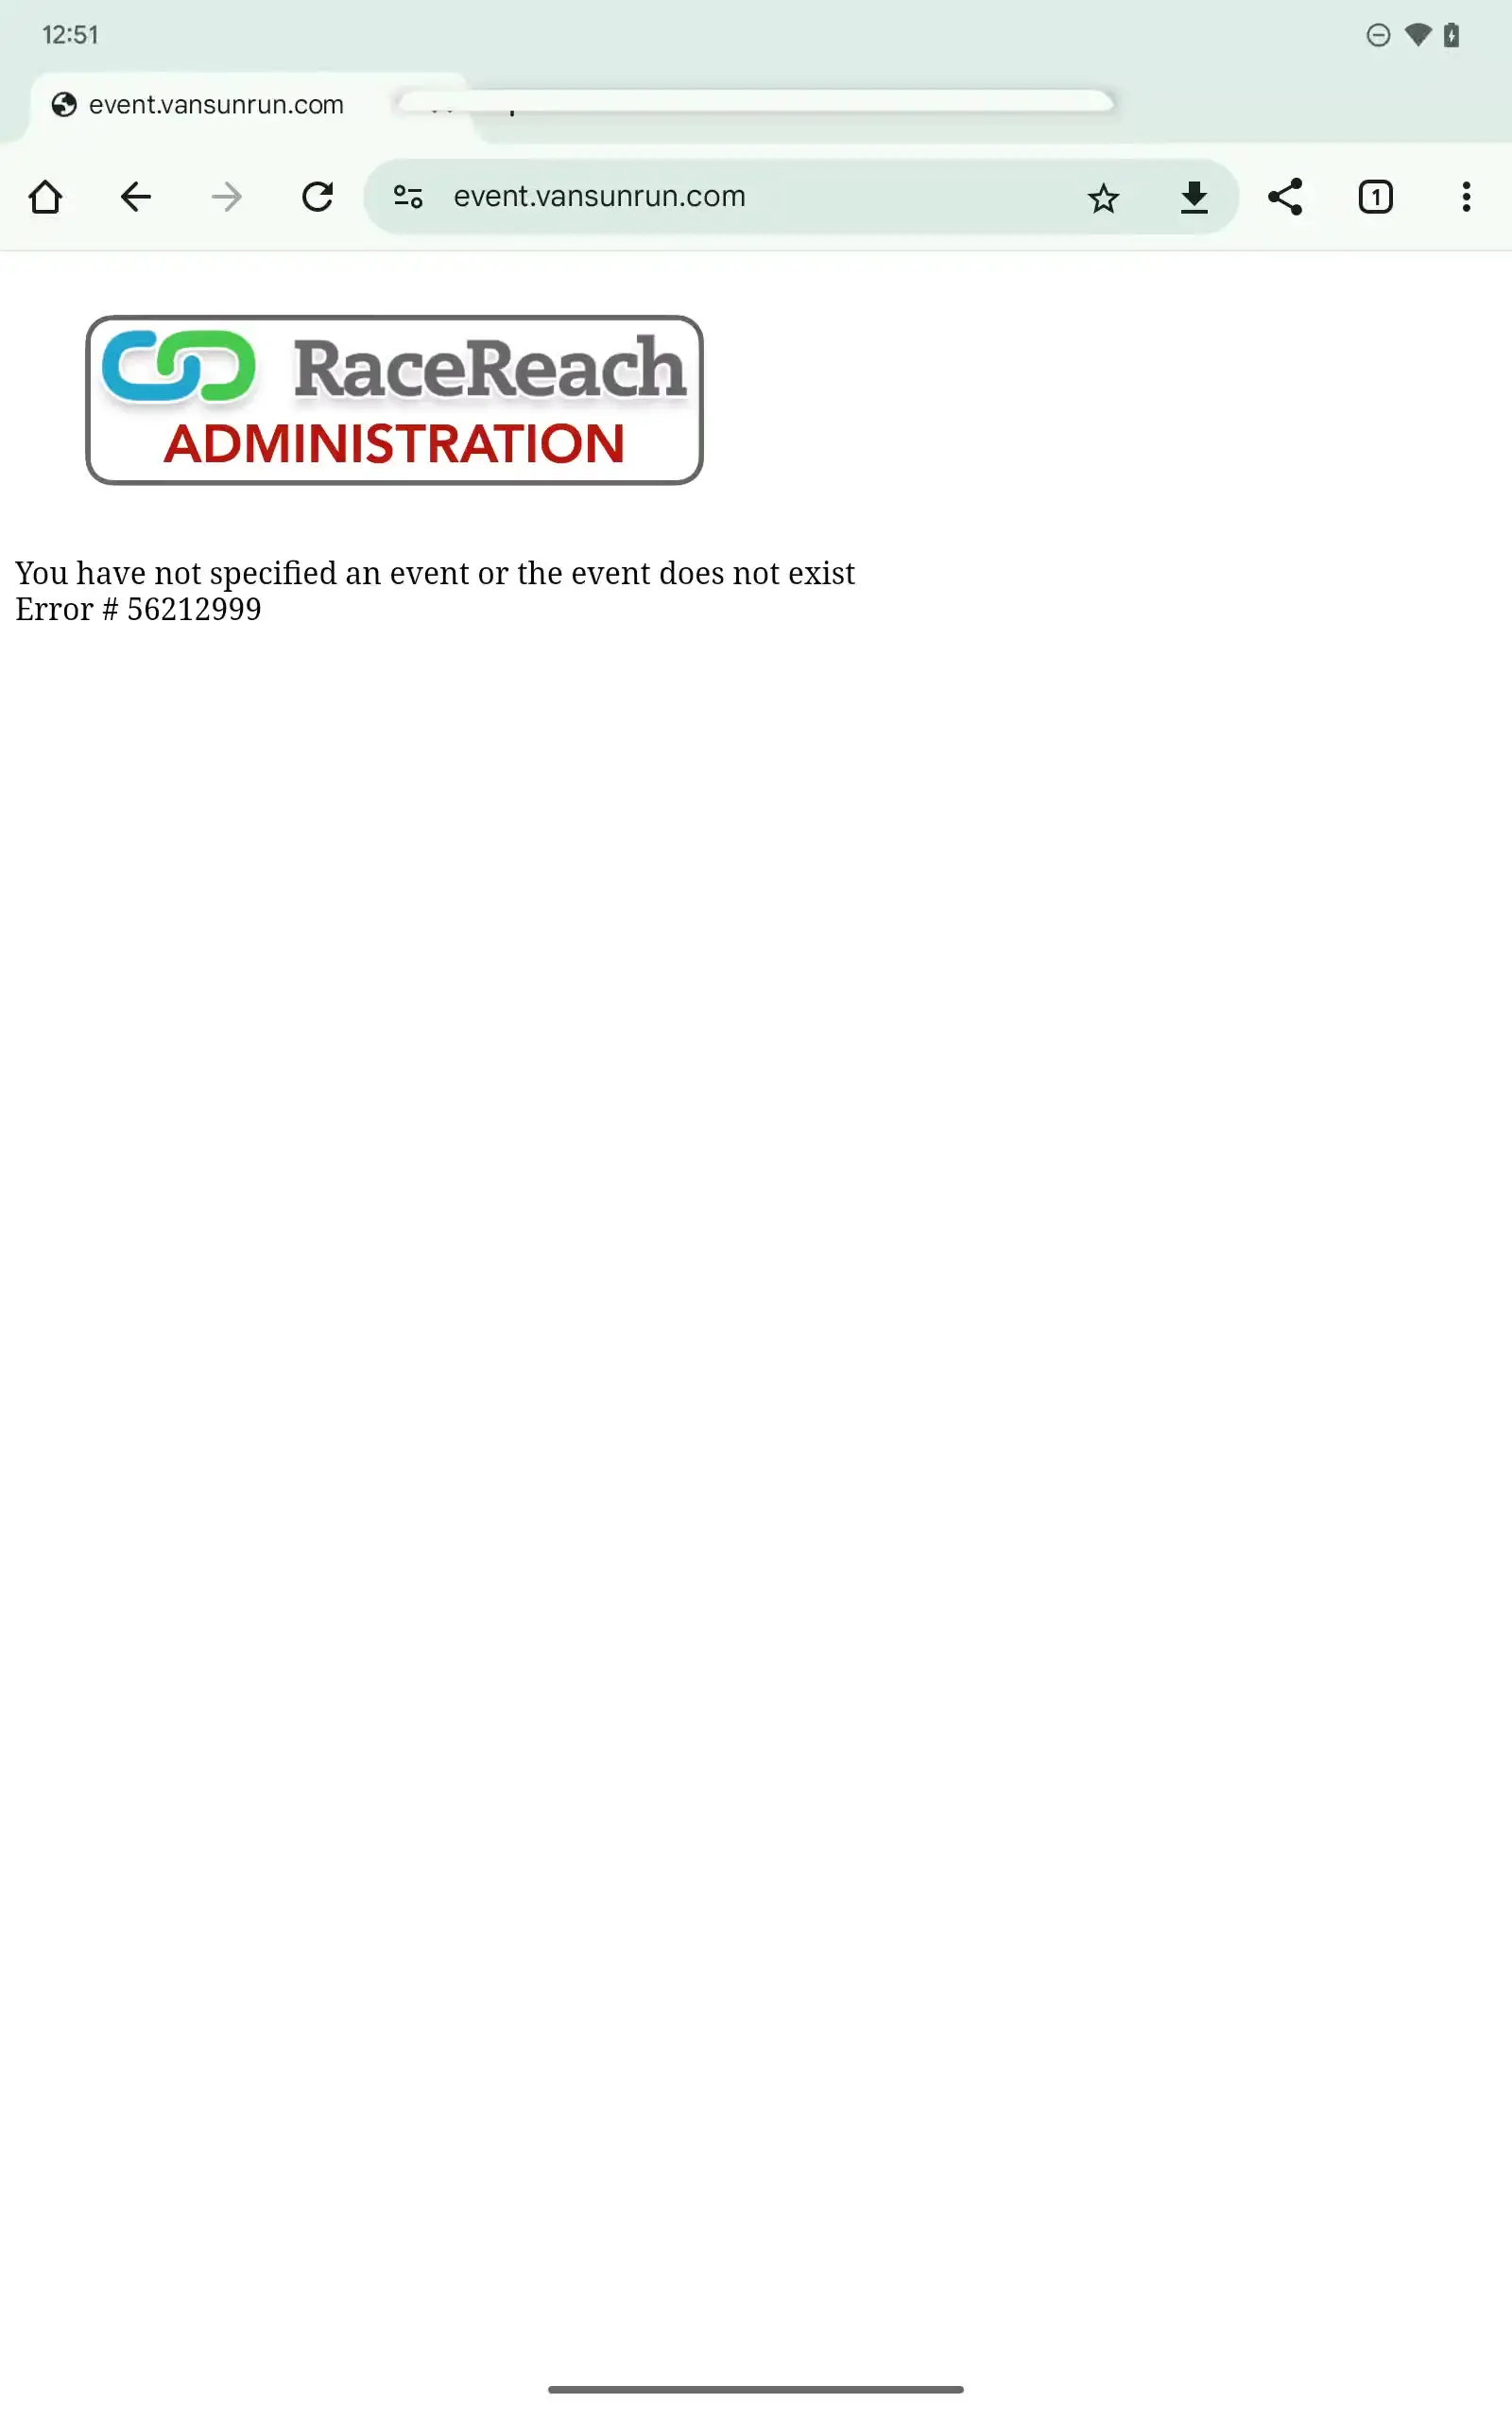 12:51
event.vansunrun.com
event.vansunrun.com
1
RaceReach
ADMINISTRATION
You have not specified an event or the event does not exist
Error # 56212999